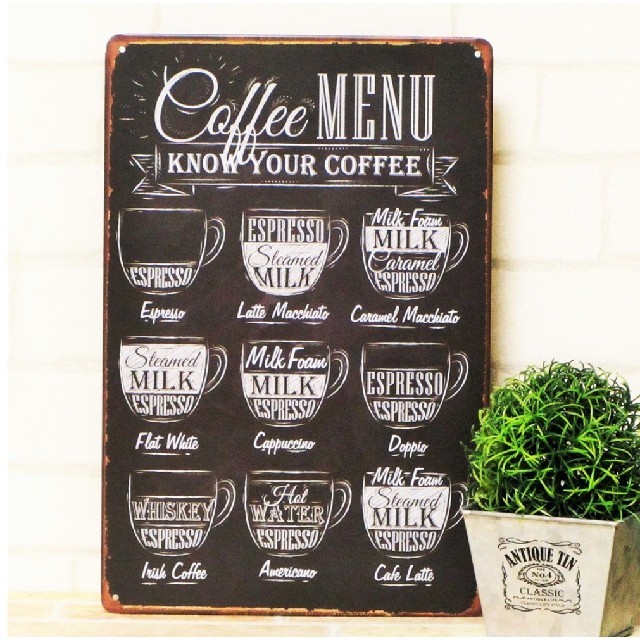 Coffee MENU
KNOW YOUR COFFEE
ESPRESSO
Espresso
ESPRESSO
Steamed
MILK
Latte Macchiato
Milk-Foam
MILK
Caramel
ESPRESSO
Caramel Macchiato
Steamed
MILK
ESPRESSO
Flat White
Milk Foam
MILK
ESPRESSO
Cappuccino
ESPRESSO
ESPRESSO
Doppio
WHISKEY
ESPRESSO
Irish Coffee
Hot
WATER
ESPRESSO
Americano
Milk-Foam
Steamed
MILK
ESPRESSO
Cafe Latte
ANTIQUE TIN
No.4
CLASSIC